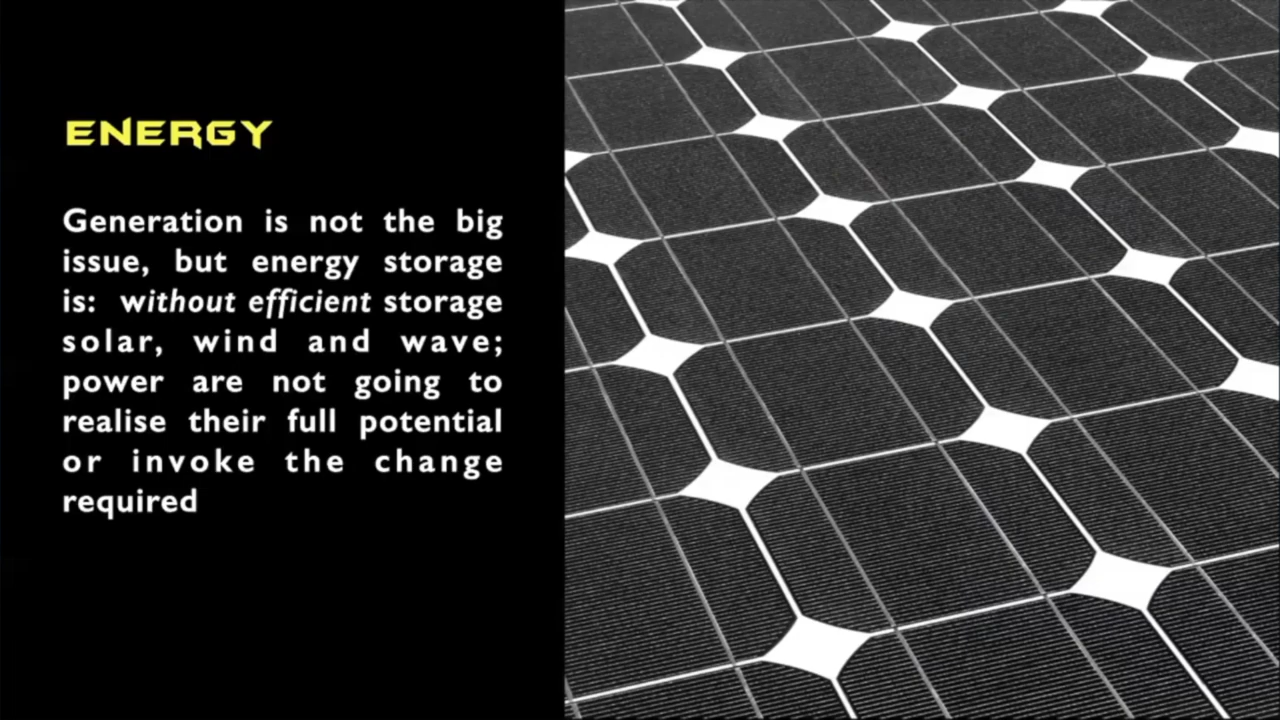 ENERGY
Generation is not the big
issue, but energy storage
is: without efficient storage
solar, wind and wave;
power are not going to
realise their full potential
or invoke the change
required